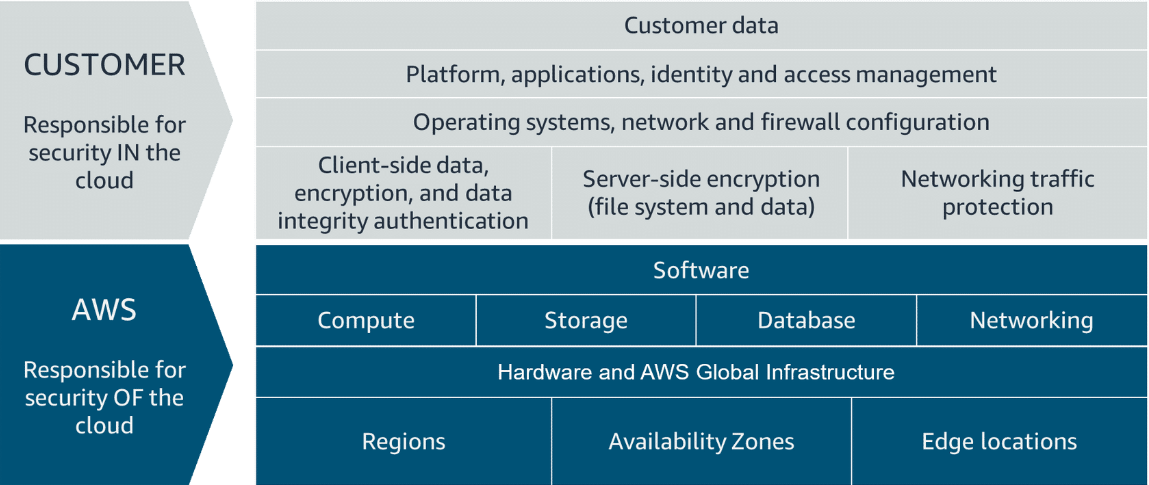 CUSTOMER
Responsible for
security IN the
cloud
Customer data
Platform, applications, identity and access management
Operating systems, network and firewall configuration
Client-side data,
encryption, and data
integrity authentication
Server-side encryption
(file system and data)
Networking traffic
protection
AWS
Responsible for
security OF the
cloud
Software
Compute
Storage
Database
Networking
Hardware and AWS Global Infrastructure
Regions
Availability Zones
Edge locations